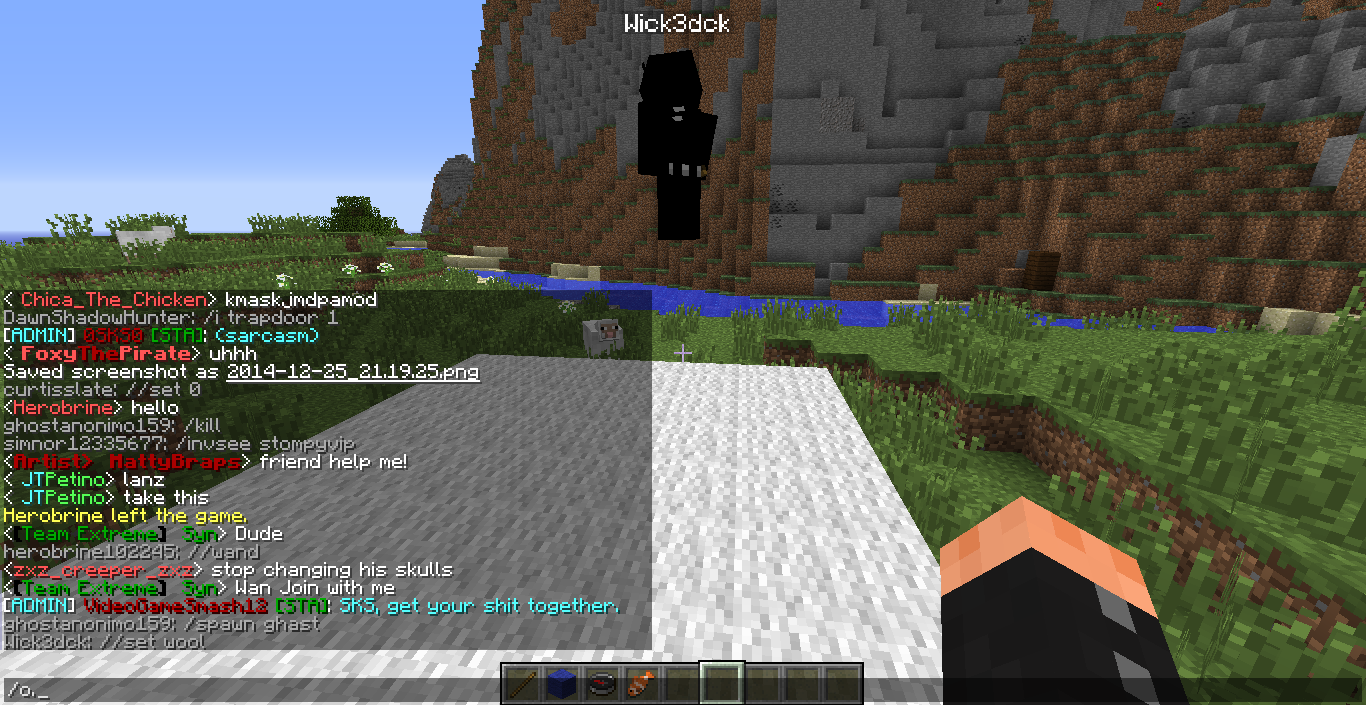 Wick3dck
< Chica_The_Chicken> kmaskjmdpamod
DawnShadowHunter: /i trapdoor 1
[ADMIN] 0SKS0 [STA]: (sarcasm)
< FoxyThePirate> uhhh
Saved screenshot as 2014-12-25_21.19.25.png
curtisslate: //set 0
<Herobrine> hello
ghostanonimo159: /kill
simnor12335677: /invsee stompyvip
<Artist> MattyBraps> friend help me!
< JTPetino> lanz
< JTPetino> take this
Herobrine left the game.
<[Team Extreme] Syn> Dude
herobrine102245: //wand
<zxz_creeper_zxz> stop changing his skulls
<[Team Extreme] Syn> Wan Join with me
[ADMIN] VideoGameSmash12 [STA]: SKS, get your shit together.
ghostanonimo159: /spawn ghast
Wick3dck: //set wool
/o._